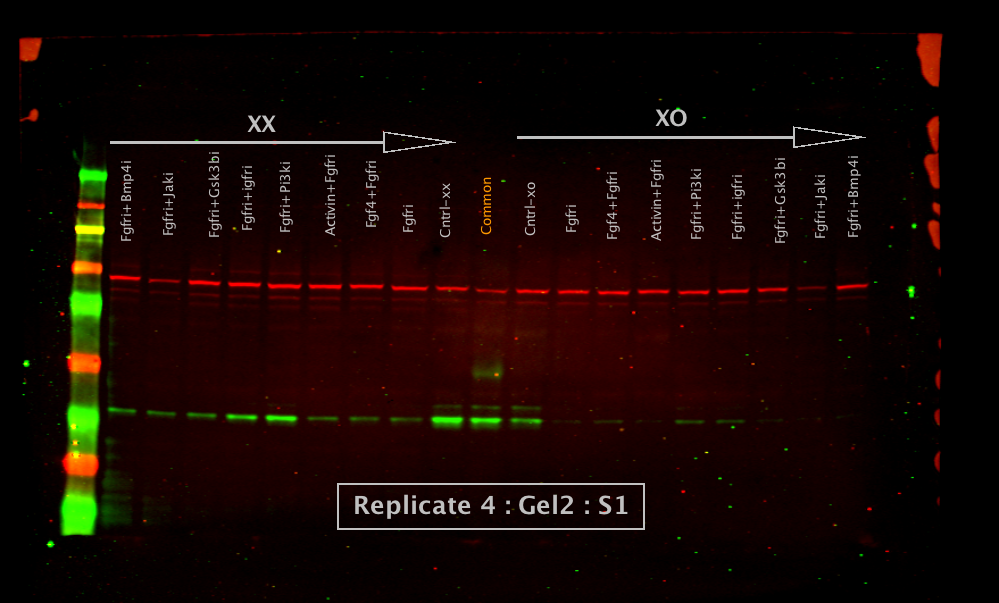 XX
XO
Fgfri+Bmp4i
Fgfri+Jaki
Fgfri+Gsk3bi
Fgfri+igfri
Fgfri+Pi3ki
Activin+Fgfri
Fgf4+Fgfri
Fgfri
Cntrl-xx
Common
Cntrl-xo
Fgfri
Fgf4+Fgfri
Activin+Fgfri
Fgfri+Pi3ki
Fgfri+igfri
Fgfri+Gsk3bi
Fgfri+Jaki
Fgfri+Bmp4i
Replicate 4 : Gel2 : S1